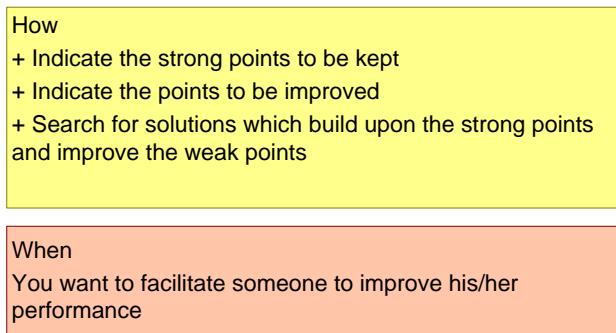 How
+ Indicate the strong points to be kept
+ Indicate the points to be improved
+ Search for solutions which build upon the strong points
and improve the weak points
When
You want to facilitate someone to improve his/her
performance